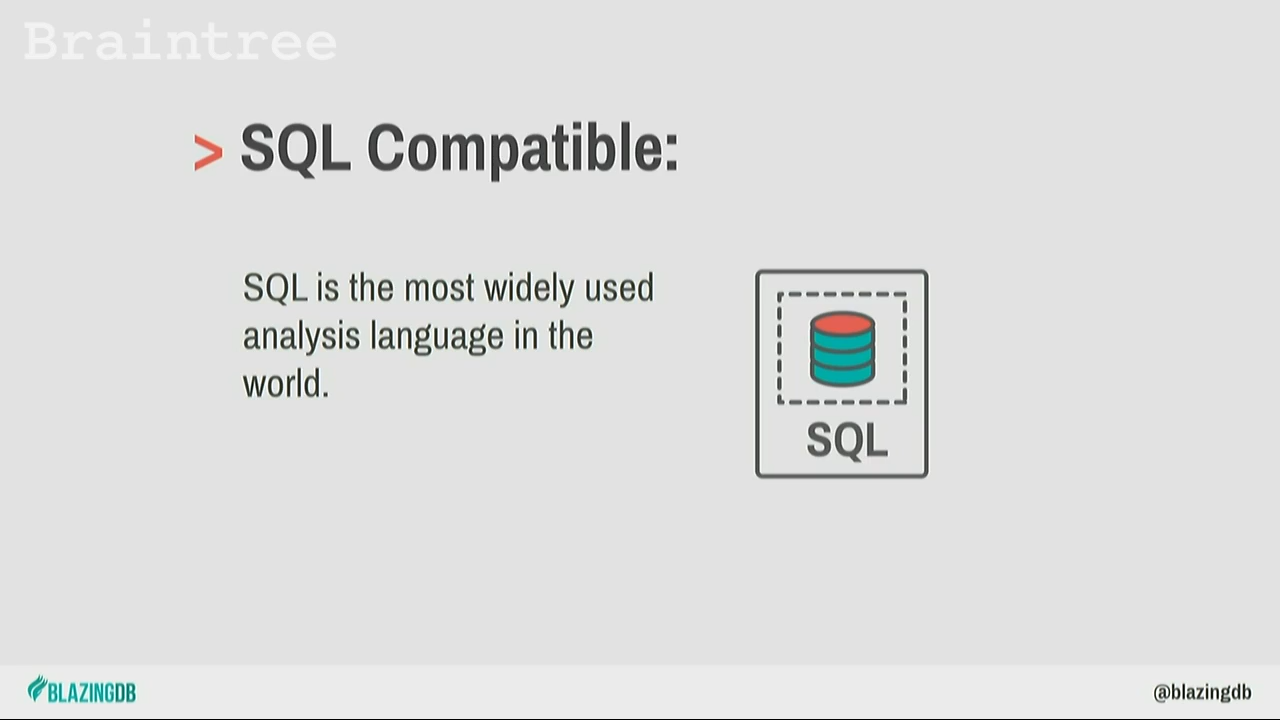 Braintree
> SQL Compatible:
SQL is the most widely used
analysis language in the
world.
SQL
BLAZINGDB
@blazingdb